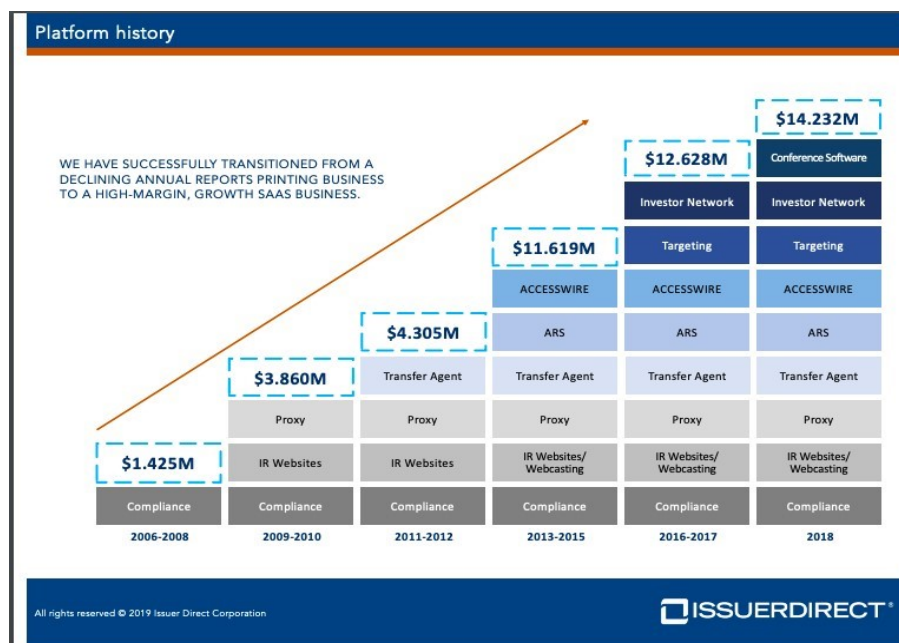 Platform history
WE HAVE SUCCESSFULLY TRANSITIONED FROM A
DECLINING ANNUAL REPORTS PRINTING BUSINESS
TO A HIGH-MARGIN, GROWTH SAAS BUSINESS.
$1.425M
Compliance
2006-2008
$3.860M
Proxy
IR Websites
Compliance
2009-2010
$4.305M
Transfer Agent
Proxy
IR Websites
Compliance
2011-2012
$11.619M
ACCESSWIRE
ARS
Transfer Agent
Proxy
IR Websites/
Webcasting
Compliance
2013-2015
$12.628M
Investor Network
Targeting
ACCESSWIRE
ARS
Transfer Agent
Proxy
IR Websites/
Webcasting
Compliance
2016-2017
$14.232M
Conference Software
Investor Network
Targeting
ACCESSWIRE
ARS
Transfer Agent
Proxy
IR Websites/
Webcasting
Compliance
2018
All rights reserved © 2019 Issuer Direct Corporation
ISSUERDIRECT®